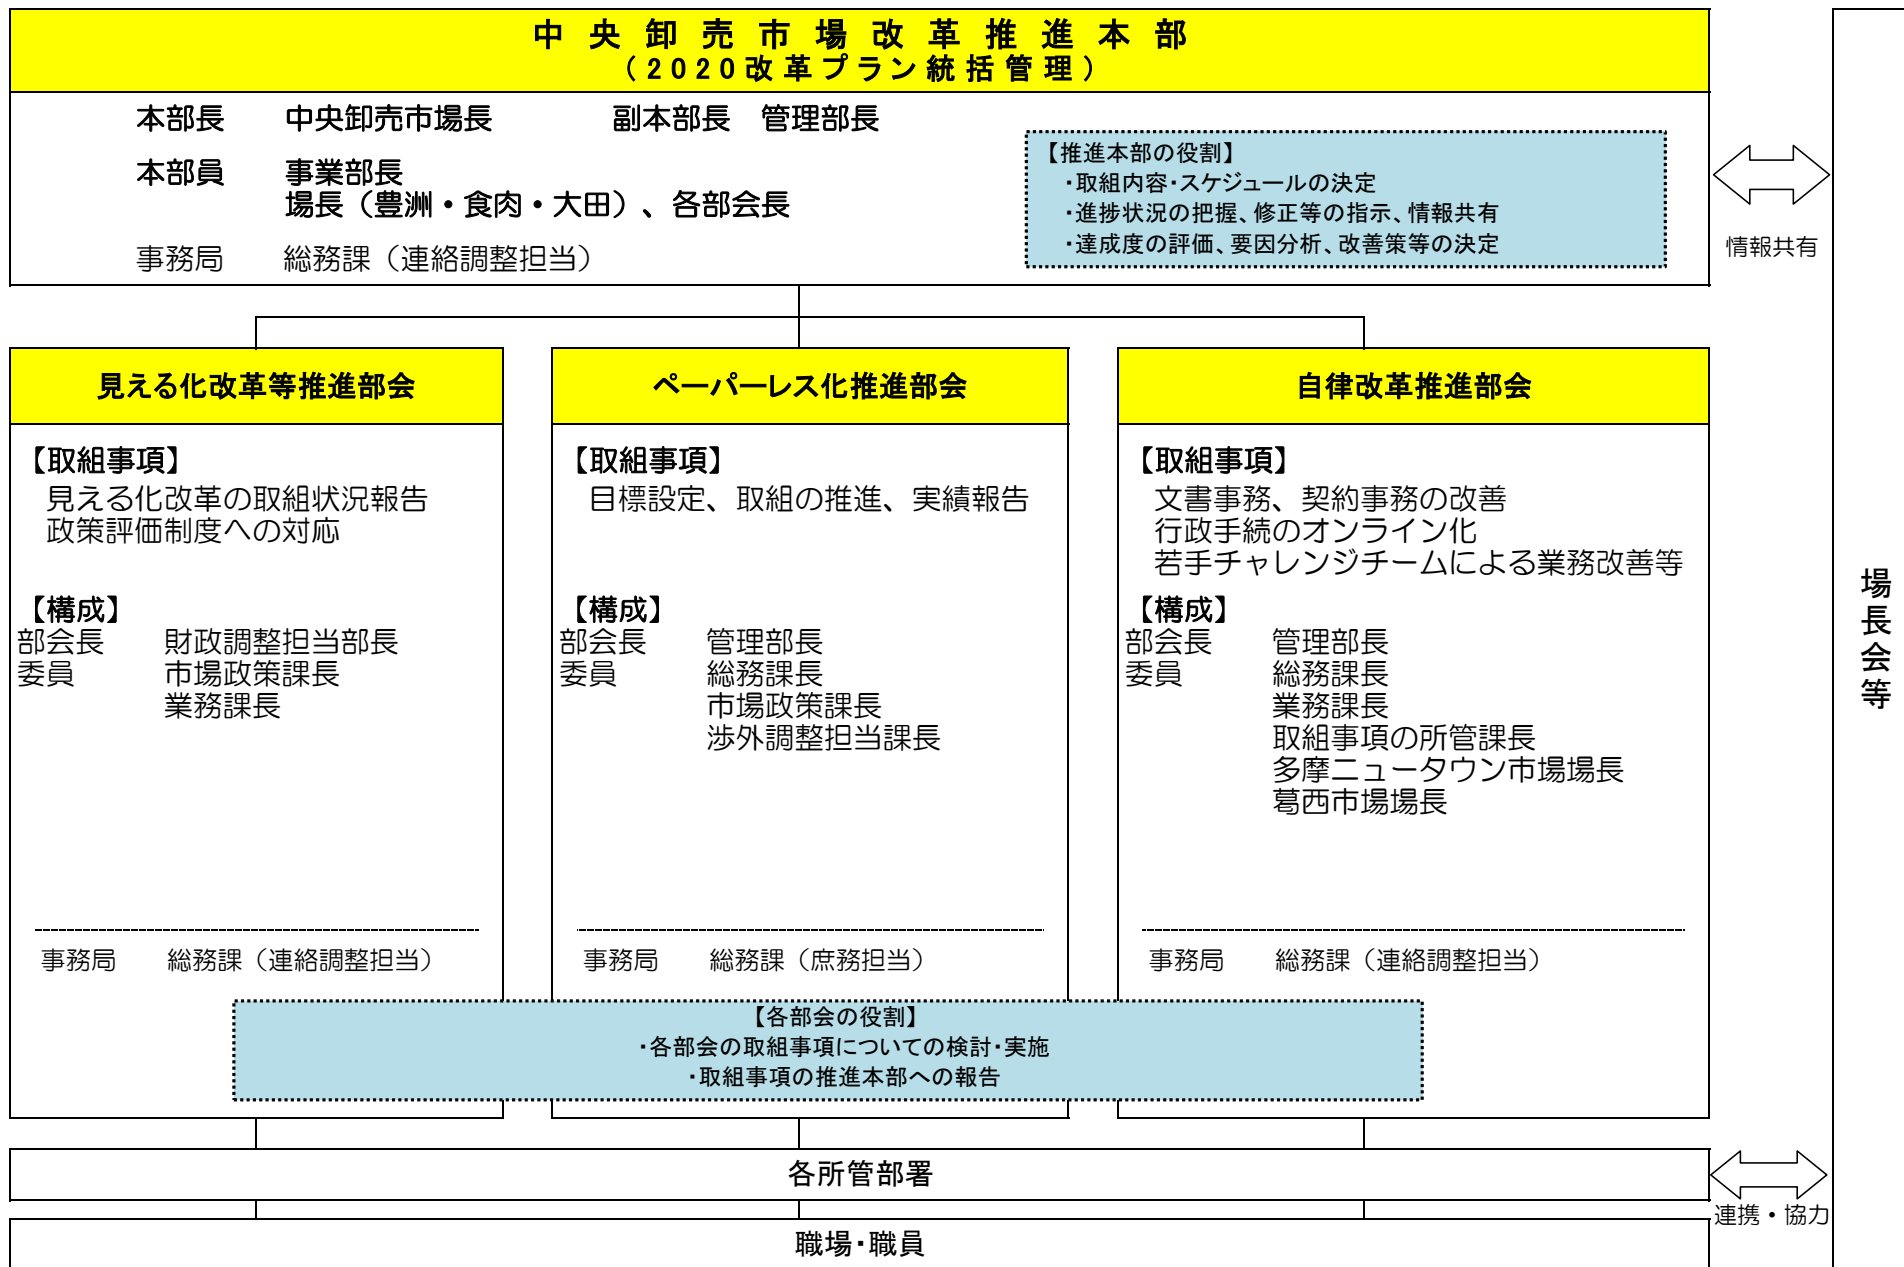 中央卸売市場改革推進本部
（2020改革プラン統括管理）
本部長　中央卸売市場長　副本部長　管理部長
本部員　事業部長
場長（豊洲・食肉・大田）、各部会長
事務局　総務課（連絡調整担当）
【推進本部の役割】
・取組内容・スケジュールの決定
・進捗状況の把握、修正等の指示、情報共有
・達成度の評価、要因分析、改善策等の決定
情報共有
場長会等
見える化改革等推進部会
【取組事項】
見える化改革の取組状況報告
政策評価制度への対応
【構成】
部会長　財政調整担当部長
委員　市場政策課長
業務課長
事務局　総務課（連絡調整担当）
ペーパーレス化推進部会
【取組事項】
目標設定、取組の推進、実績報告
【構成】
部会長　管理部長
委員　総務課長
市場政策課長
渉外調整担当課長
事務局　総務課（庶務担当）
自律改革推進部会
【取組事項】
文書事務、契約事務の改善
行政手続のオンライン化
若手チャレンジチームによる業務改善等
【構成】
部会長　管理部長
委員　総務課長
業務課長
取組事項の所管課長
多摩ニュータウン市場場長
葛西市場場長
事務局　総務課（連絡調整担当）
【各部会の役割】
・各部会の取組事項についての検討・実施
・取組事項の推進本部への報告
各所管部署
連携・協力
職場・職員